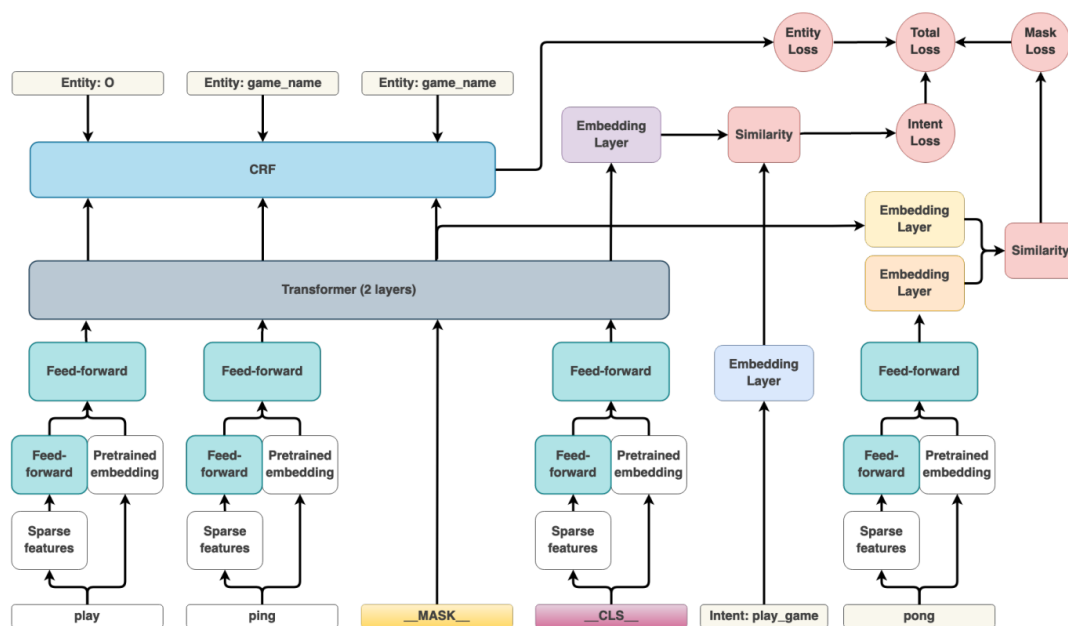 Entity
Loss
Total
Loss
Mask
Loss
Entity: O
Entity: game_name
Entity: game_name
Embedding
Layer
Similarity
Intent
Loss
CRF
Embedding
Layer
Similarity
Embedding
Layer
Transformer (2 layers)
Feed-forward
Feed-forward
Feed-forward
Embedding
Layer
Feed-forward
Feed-
forward
Pretrained
embedding
Feed-
forward
Pretrained
embedding
Feed-
forward
Pretrained
embedding
Feed-
forward
Pretrained
embedding
Sparse
features
Sparse
features
Sparse
features
Sparse
features
play
ping
__MASK__
__CLS__
Intent: play_game
pong